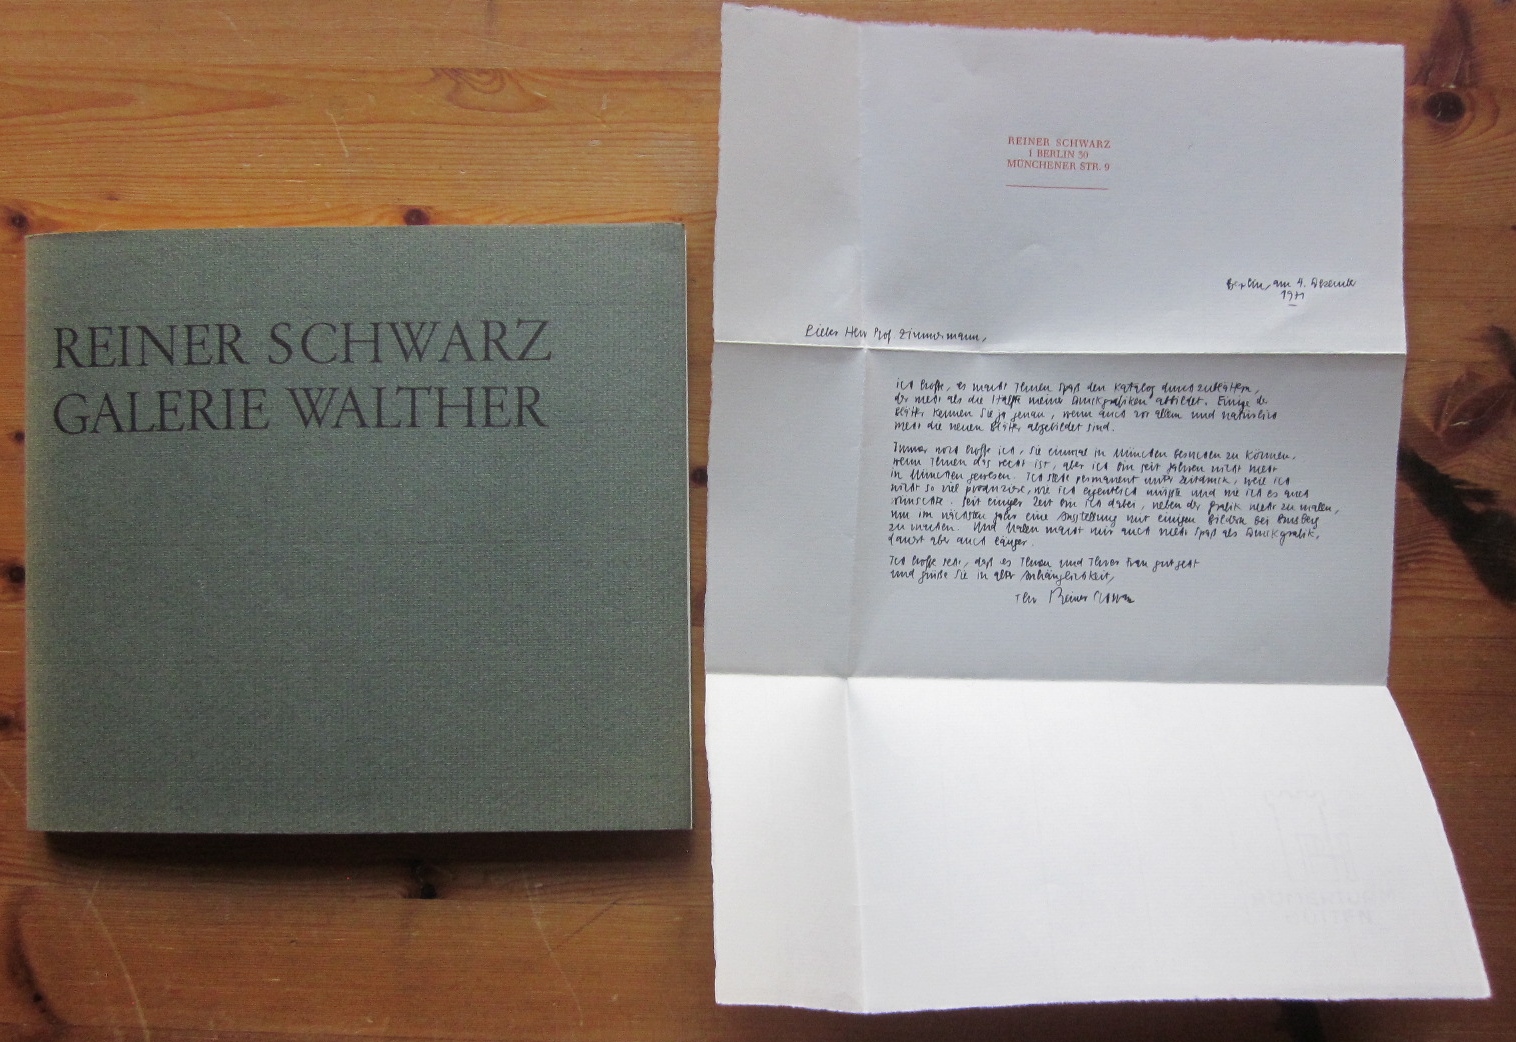 REINER SCHWARZ
GALERIE WALTHER
REINER SCHWARZ
1 BERLIN 30
MÜNCHENER STR. 9
Berlin, am 4. Dezember
1971
Lieber Herr Prof. Zimmermann,
ich hoffe, es macht Ihnen Spaß den Katalog durchzublättern,
der mehr als die Hälfte meiner Druckgrafiken abbildet. Einige der
Blätter kennen Sie ja genau, wenn auch vor allem und natürlich
mehr die neuen Blätter abgebildet sind.
Immer noch hoffe ich, Sie einmal in München besuchen zu können,
wenn Ihnen das recht ist, aber ich bin seit Jahren nicht mehr
in München gewesen. Ich stehe permanent unter Zeitdruck, weil ich
nicht so viel produziere, wie ich eigentlich müßte und wie ich es auch
wünschte. Seit einiger Zeit bin ich dabei, neben der Grafik mehr zu malen,
um im nächsten Jahr eine Ausstellung mit einigen Bildern bei
zu machen. Und Malen macht mir auch mehr Spaß als Druckgrafik,
dauert aber auch länger.
Ich hoffe sehr, daß es Ihnen und Ihrer Frau gut geht
und grüße Sie in alter Anhänglichkeit,
Ihr Reiner Schwarz